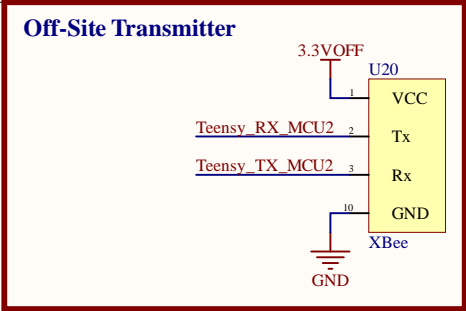 Off-Site Transmitter
3.3VOFF
U20
1 VCC
Teensy_RX_MCU2 2 Tx
Teensy_TX_MCU2 3 Rx
10 GND
XBee
GND